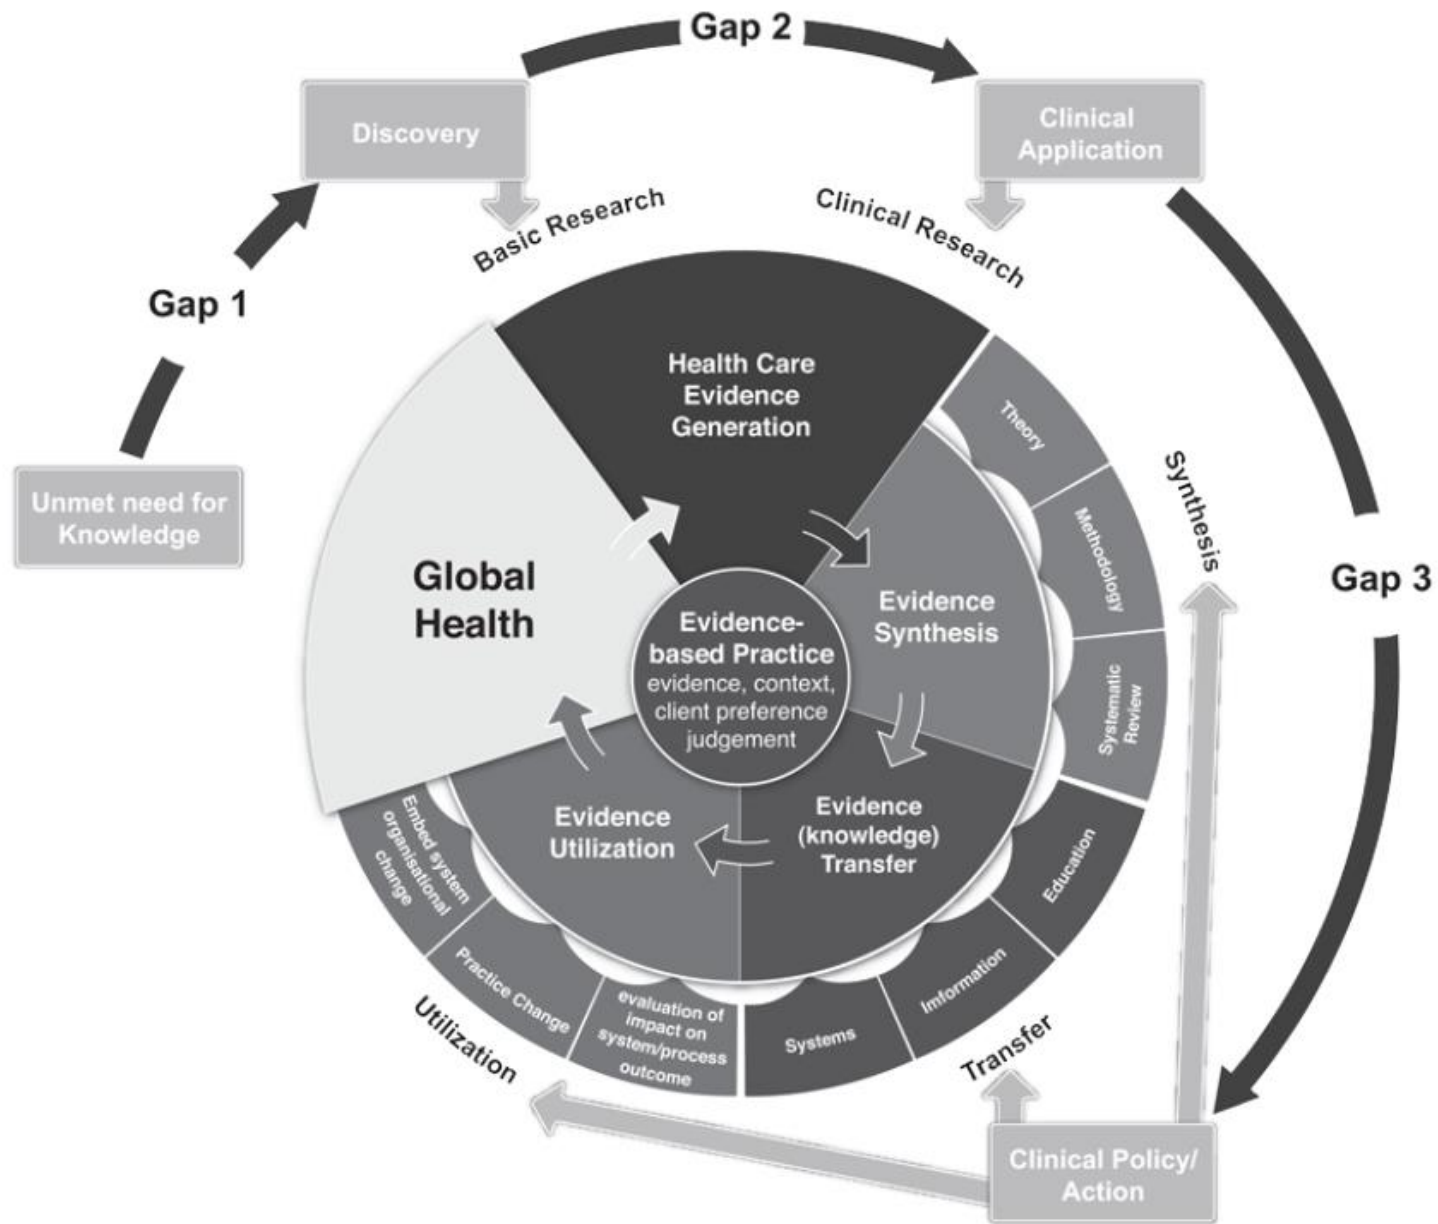 Gap 2
Discovery
Clinical
Application
Basic Research
Clinical Research
Gap 1
Unmet need for
Knowledge
Health Care
Evidence
Generation
Global
Health
Evidence-
based Practice
evidence, context,
client preference
judgement
Evidence
Synthesis
Theory
Methodology
Systematic
Review
Synthesis
Gap 3
Evidence
(knowledge)
Transfer
Education
Imformation
Systems
Transfer
Evidence
Utilization
evaluation of
impact on
system/process
outcome
Practice Change
Embed system
organisational
change
Utilization
Clinical Policy/
Action